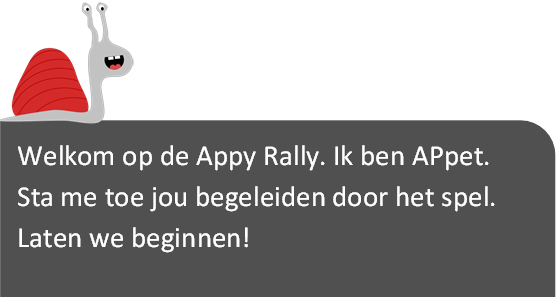 Welkom op de Appy Rally. Ik ben APpet.
Sta me toe jou begeleiden door het spel.
Laten we beginnen!